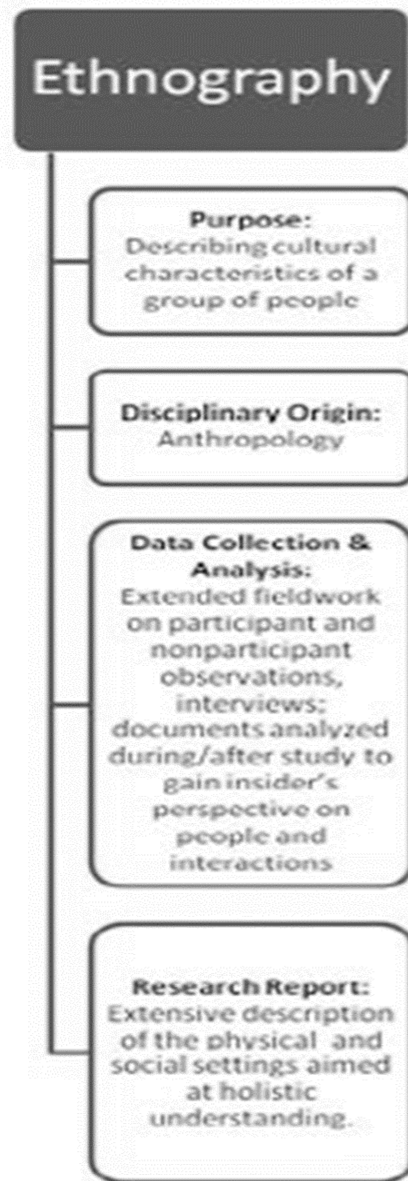 Ethnography
Purpose:
Describing cultural
characteristics of a
group of people
Disciplinary Origin:
Anthropology
Data Collection &
Analysis:
Extended fieldwork
on participant and
nonparticipant
observations,
interviews;
documents analyzed
during/after study to
gain insider's
perspective on
people and
interactions
Research Report:
Extensive description
of the physical and
social settings aimed
at holistic
understanding.